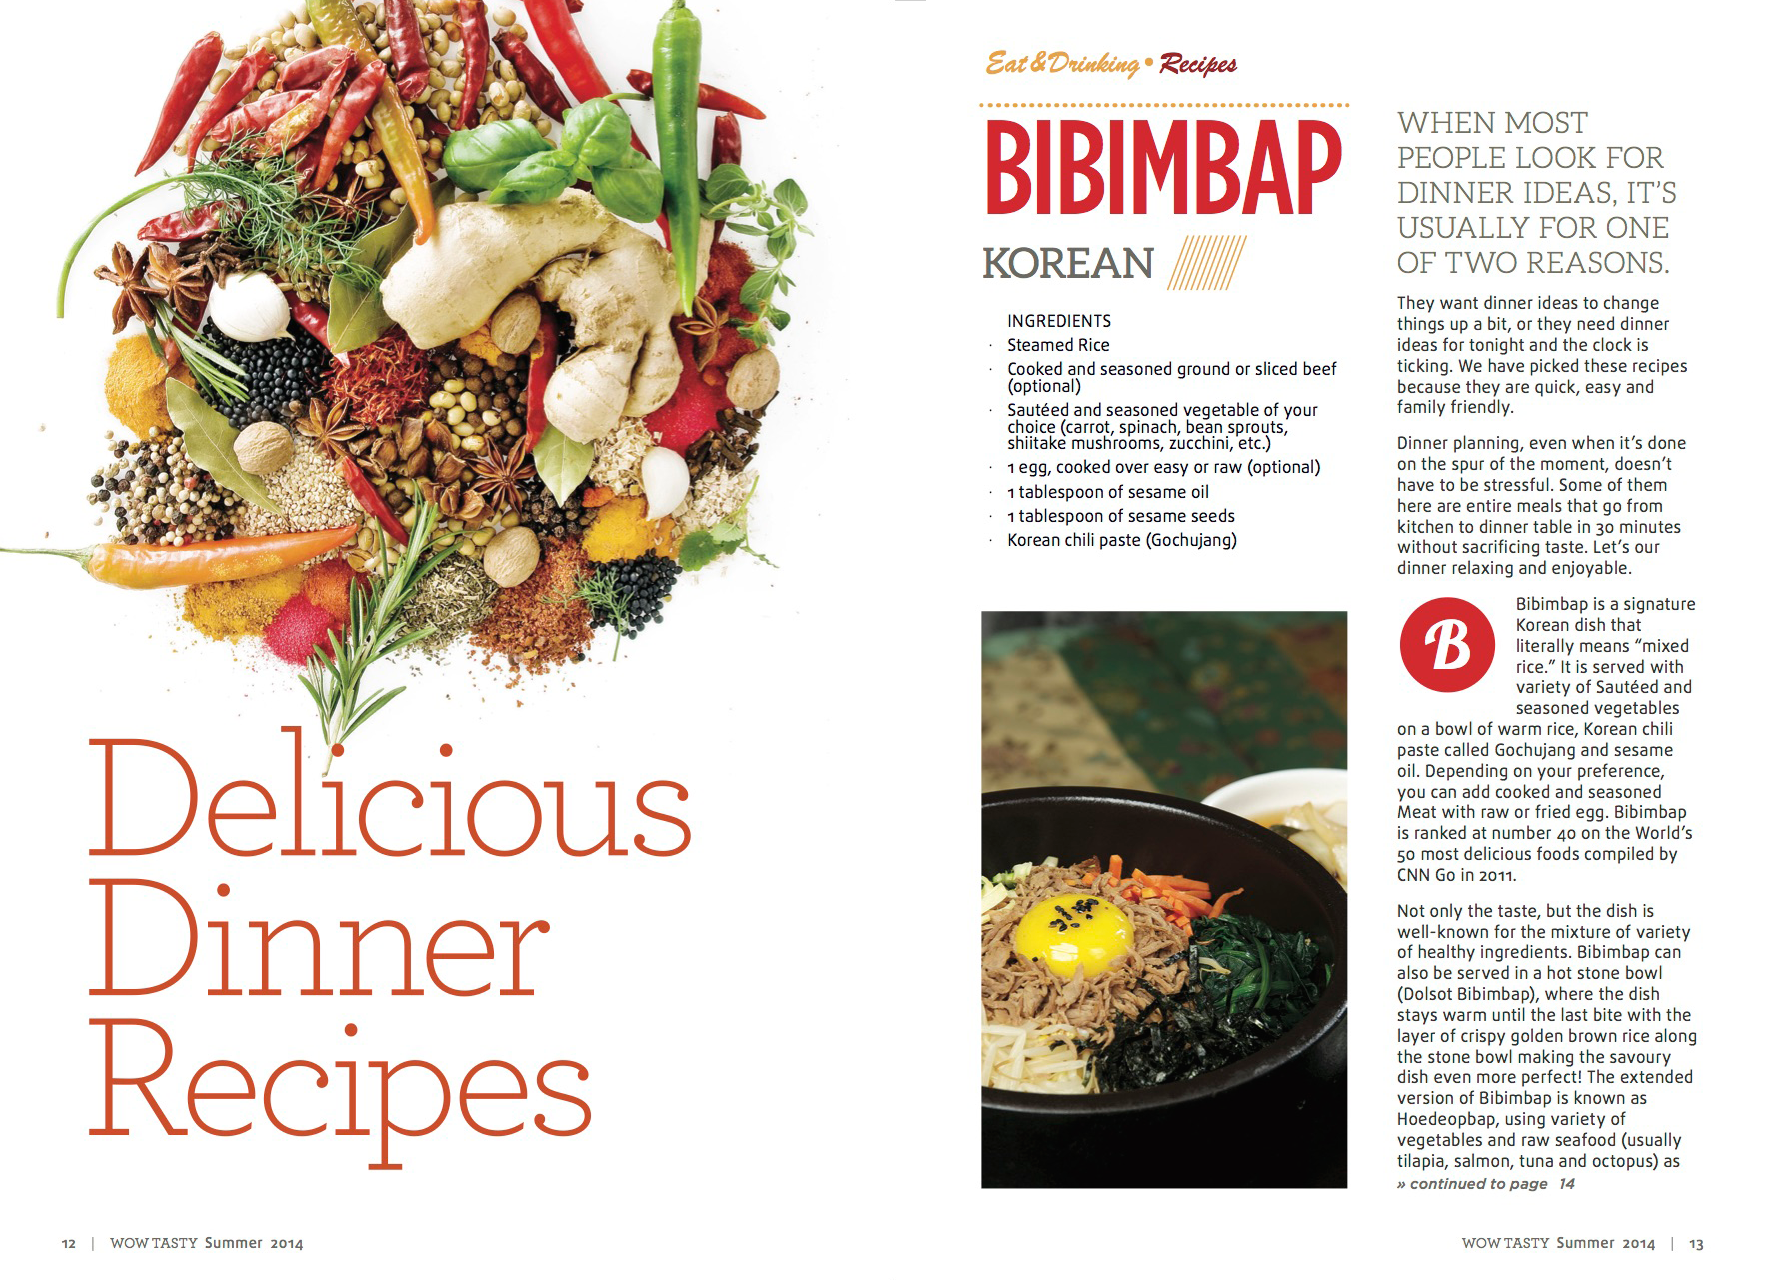 Delicious
Dinner
Recipes
12 | WOW TASTY Summer 2014
Eat & Drinking • Recipes
BIBIMBAP
KOREAN
INGREDIENTS
· Steamed Rice
· Cooked and seasoned ground or sliced beef
(optional)
· Sautéed and seasoned vegetable of your
choice (carrot, spinach, bean sprouts,
shiitake mushrooms, zucchini, etc.)
· 1 egg, cooked over easy or raw (optional)
· 1 tablespoon of sesame oil
· 1 tablespoon of sesame seeds
· Korean chili paste (Gochujang)
WHEN MOST
PEOPLE LOOK FOR
DINNER IDEAS, IT'S
USUALLY FOR ONE
OF TWO REASONS.
They want dinner ideas to change
things up a bit, or they need dinner
ideas for tonight and the clock is
ticking. We have picked these recipes
because they are quick, easy and
family friendly.
Dinner planning, even when it's done
on the spur of the moment, doesn't
have to be stressful. Some of them
here are entire meals that go from
kitchen to dinner table in 30 minutes
without sacrificing taste. Let's our
dinner relaxing and enjoyable.
B
Bibimbap is a signature
Korean dish that
literally means “mixed
rice.” It is served with
variety of Sautéed and
seasoned vegetables
on a bowl of warm rice, Korean chili
paste called Gochujang and sesame
oil. Depending on your preference,
you can add cooked and seasoned
Meat with raw or fried egg. Bibimbap
is ranked at number 40 on the World's
50 most delicious foods compiled by
CNN Go in 2011.
Not only the taste, but the dish is
well-known for the mixture of variety
of healthy ingredients. Bibimbap can
also be served in a hot stone bowl
(Dolsot Bibimbap), where the dish
stays warm until the last bite with the
layer of crispy golden brown rice along
the stone bowl making the savoury
dish even more perfect! The extended
version of Bibimbap is known as
Hoedeopbap, using variety of
vegetables and raw seafood (usually
tilapia, salmon, tuna and octopus) as
» continued to page 14
WOW TASTY Summer 2014 | 13